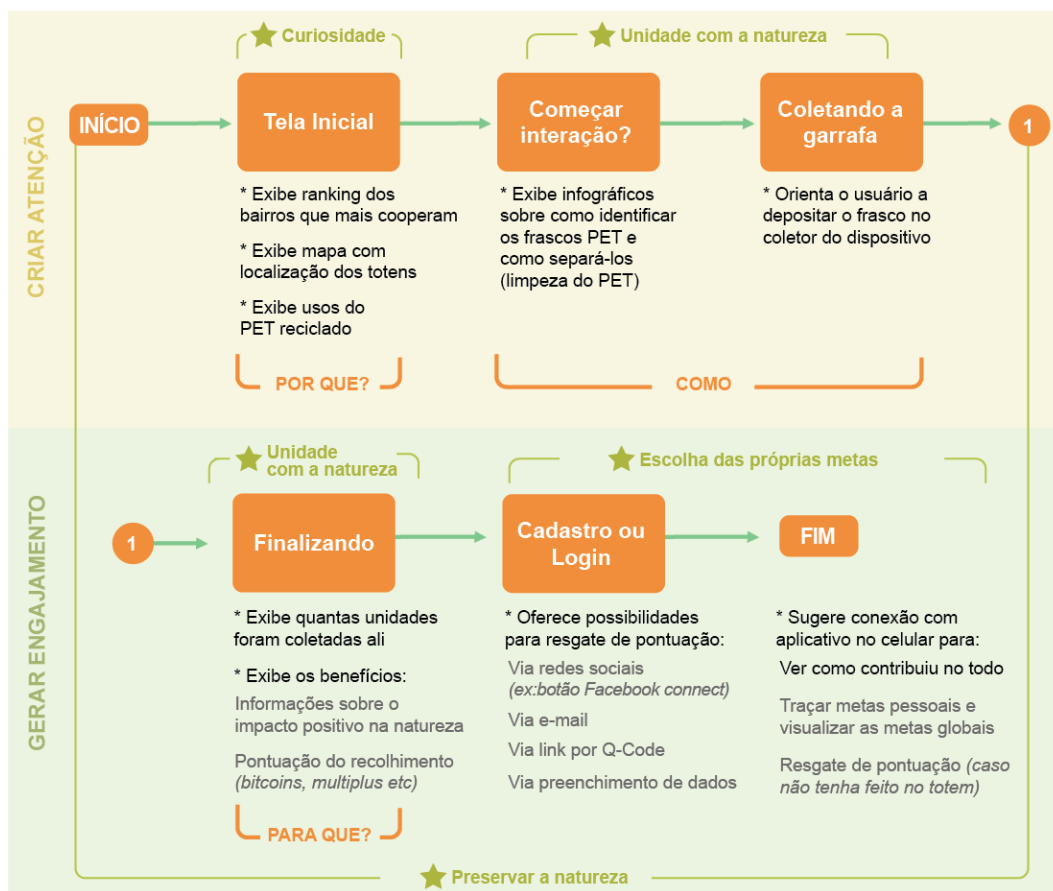 CRIAR ATENÇÃO
Curiosidade
Unidade com a natureza
INÍCIO
Tela Inicial
Começar
interação?
Coletando a
garrafa
1
* Exibe ranking dos
bairros que mais cooperam
* Exibe mapa com
localização dos totens
* Exibe usos do
PET reciclado
* Exibe infográficos
sobre como identificar
os frascos PET e
como separá-los
(limpeza do PET)
* Orienta o usuário a
depositar o frasco no
coletor do dispositivo
POR QUE?
COMO
GERAR ENGAJAMENTO
Unidade
com a natureza
Escolha das próprias metas
1
Finalizando
Cadastro ou
Login
FIM
* Exibe quantas unidades
foram coletadas ali
* Exibe os benefícios:
Informações sobre o
impacto positivo na natureza
Pontuação do recolhimento
(bitcoins, multiplus etc)
* Oferece possibilidades
para resgate de pontuação:
Via redes sociais
(ex:botão Facebook connect)
Via e-mail
Via link por Q-Code
Via preenchimento de dados
* Sugere conexão com
aplicativo no celular para:
Ver como contribuiu no todo
Traçar metas pessoais e
visualizar as metas globais
Resgate de pontuação (caso
não tenha feito no totem)
PARA QUE?
Preservar a natureza